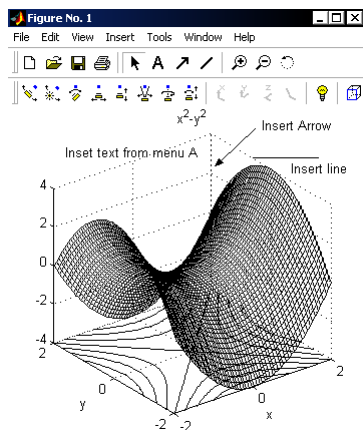 Figure No. 1
File Edit View Insert Tools Window Help
A
x²-y²
Insert Arrow
Inset text from menu A
Insert line
4
2
0
-2
-4
2
0
-2
y
-2
0
2
x